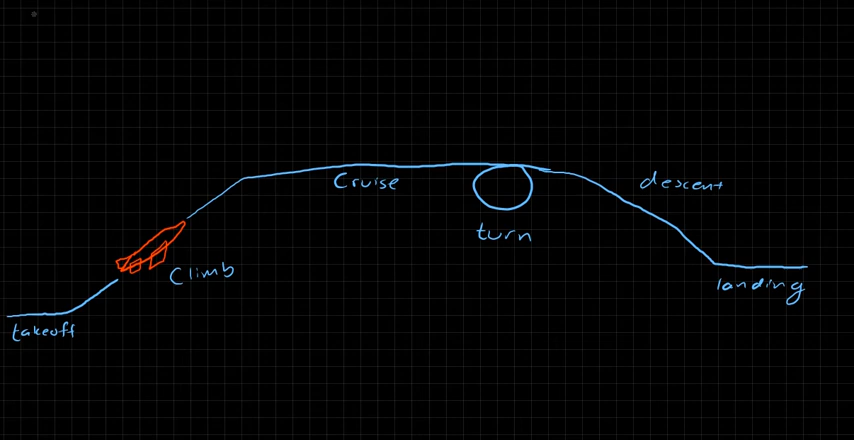 takeoff
Climb
Cruise
turn
descent
landing